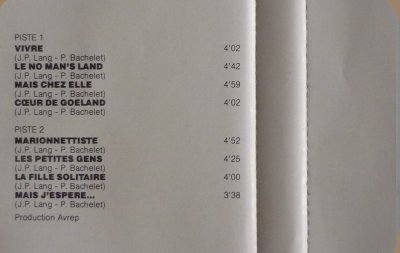 PISTE 1
VIVRE 4'02
(J.P. Lang - P. Bachelet)
LE NO MAN'S LAND 4'42
(J.P. Lang - P. Bachelet)
MAIS CHEZ ELLE 4'59
(J.P. Lang - P. Bachelet)
CŒUR DE GOELAND 4'02
(J.P. Lang - P. Bachelet)
PISTE 2
MARIONNETTISTE 4'52
(J.P. Lang - P. Bachelet)
LES PETITES GENS 4'25
(J.P. Lang - P. Bachelet)
LA FILLE SOLITAIRE 4'00
(J.P. Lang - P. Bachelet)
MAIS J'ESPERE... 3'38
(J.P. Lang - P. Bachelet)
Production Avrep